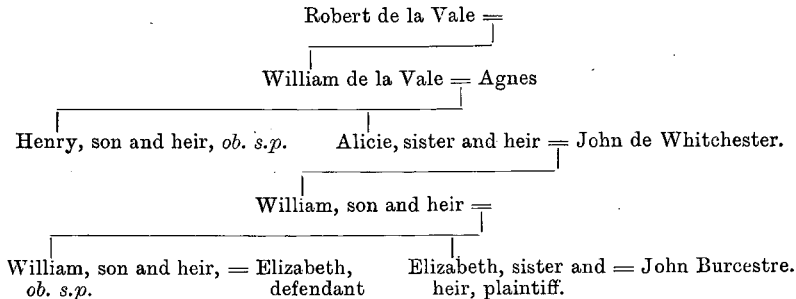 Robert de la Vale =
William de la Vale = Agnes
Henry, son and heir, ob. s.p. Alicie, sister and heir = John de Whitchester.
William, son and heir =
William, son and heir, = Elizabeth, Elizabeth, sister and = John Burcestre.
ob. s.p. defendant heir, plaintiff.